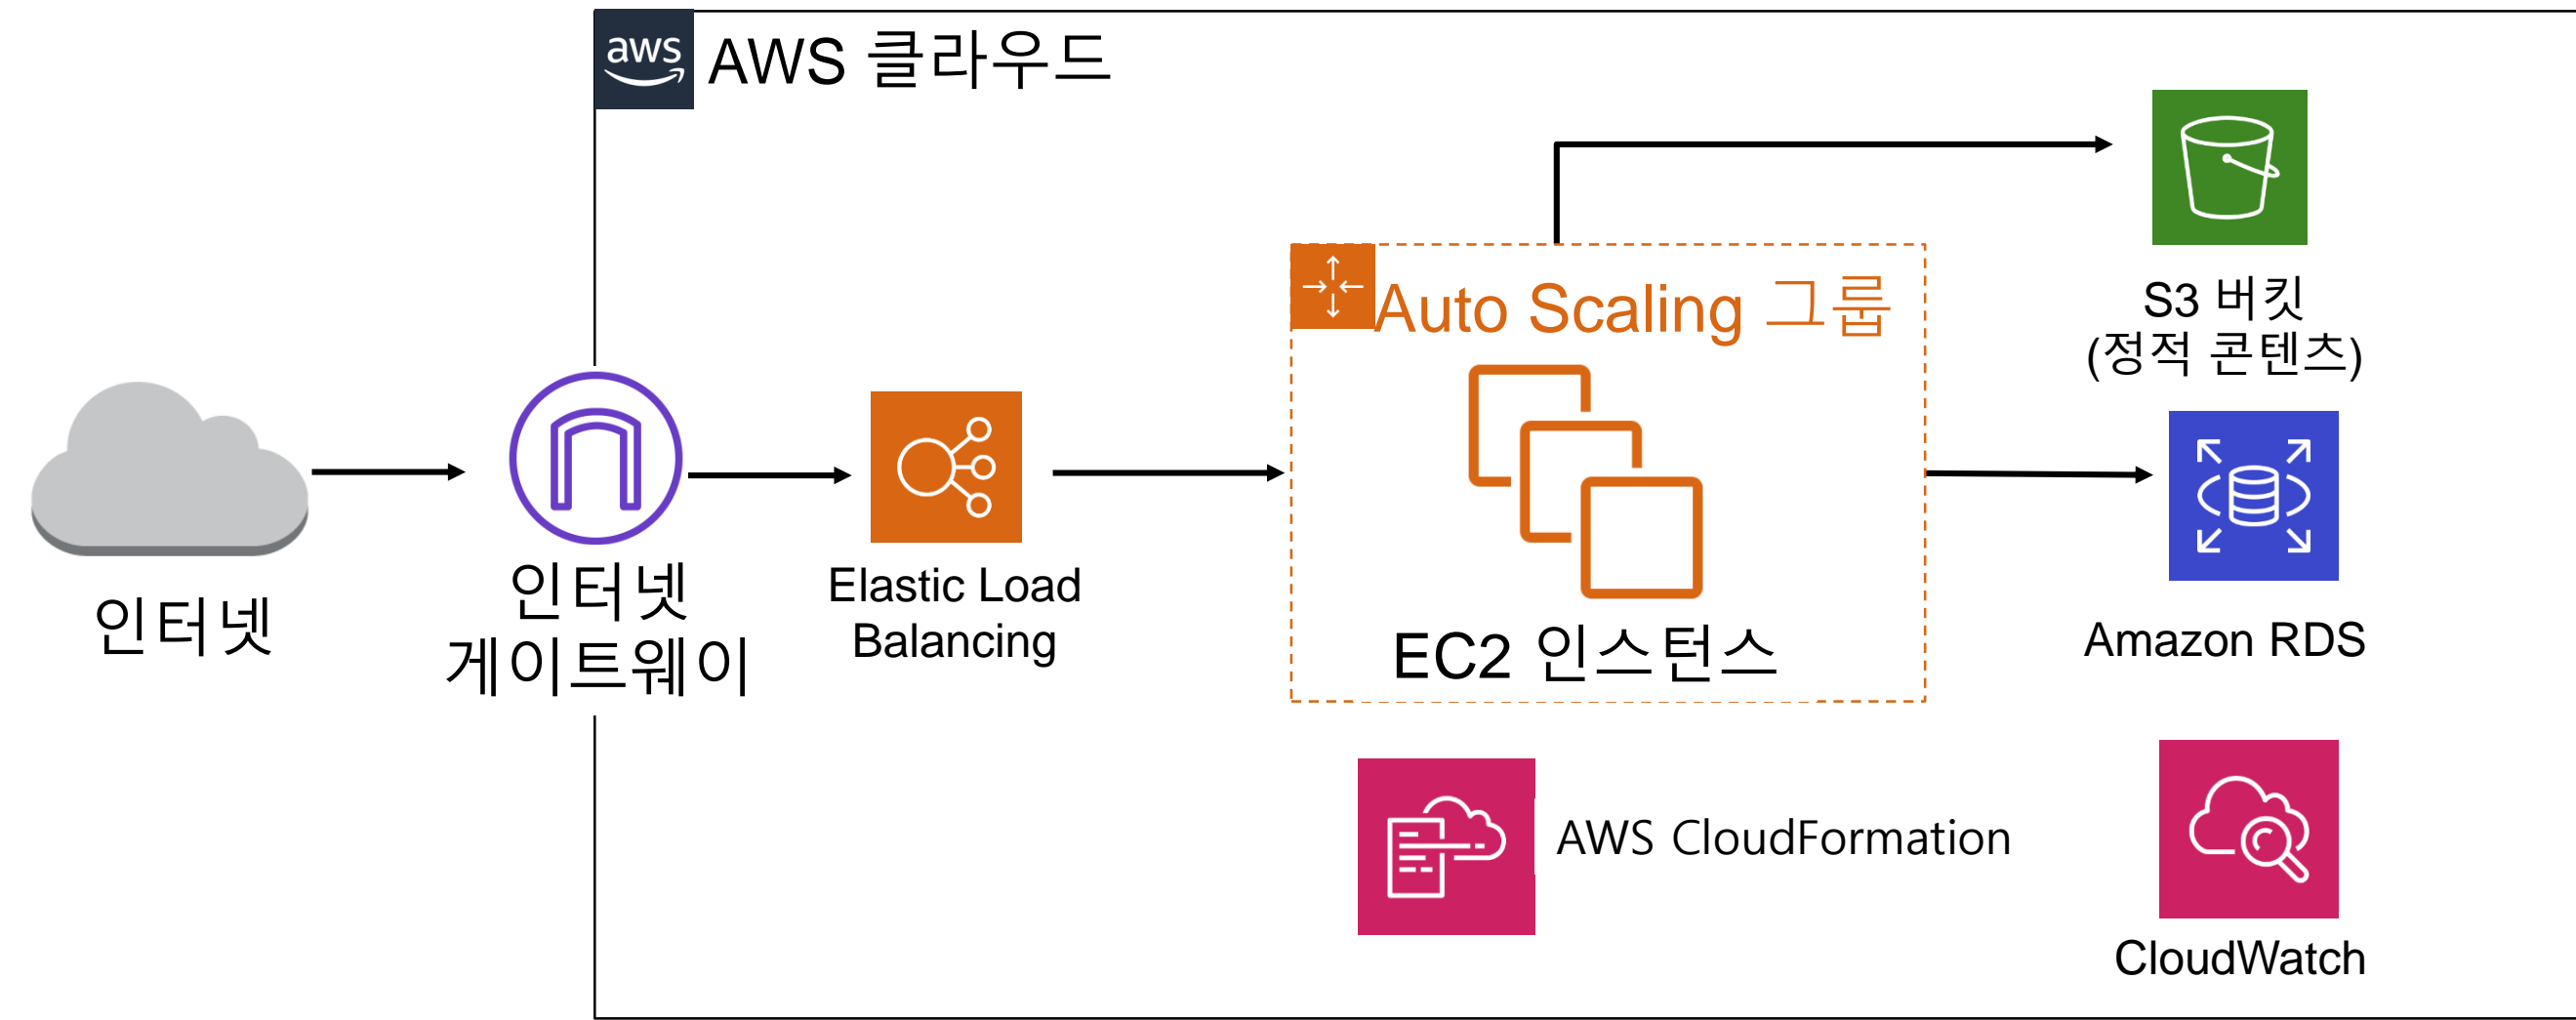 aws
AWS 클라우드
S3 버킷
(정적 콘텐츠)
Auto Scaling 그룹
인터넷
인터넷
게이트웨이
Elastic Load
Balancing
EC2 인스턴스
Amazon RDS
AWS CloudFormation
CloudWatch